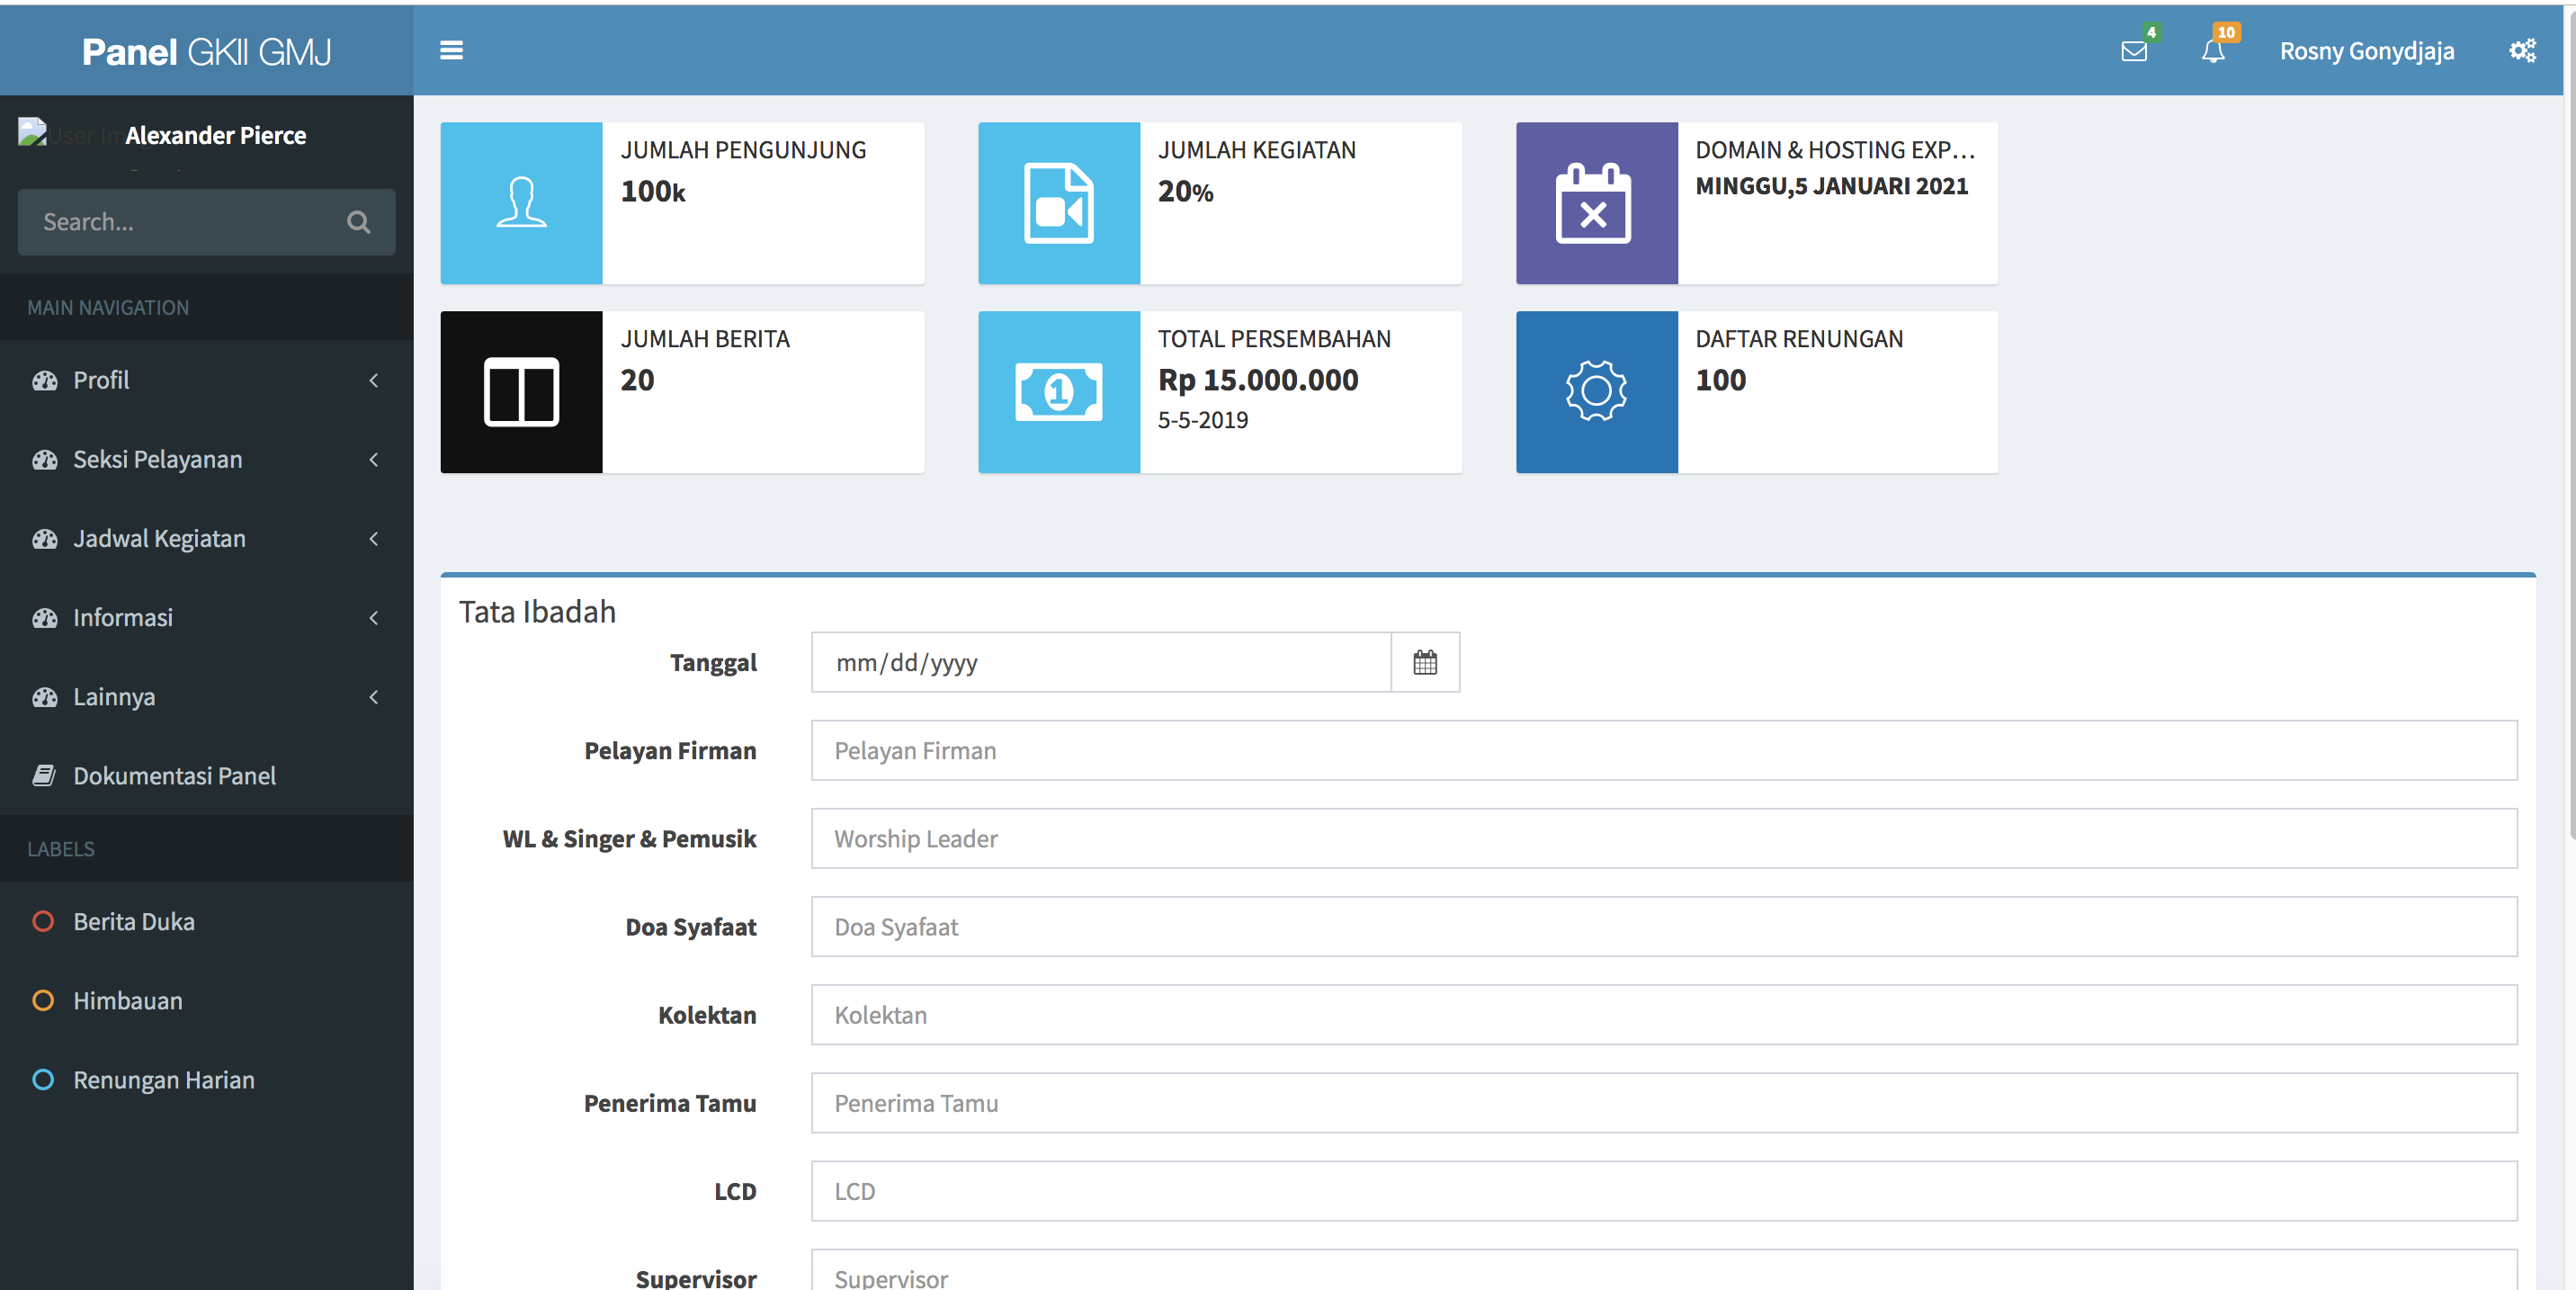 Panel GKII GMJ
4
10
Rosny Gonydjaja
User Im
Alexander Pierce
Search...
MAIN NAVIGATION
Profil
Seksi Pelayanan
Jadwal Kegiatan
Informasi
Lainnya
Dokumentasi Panel
LABELS
Berita Duka
Himbauan
Renungan Harian
JUMLAH PENGUNJUNG
100k
JUMLAH KEGIATAN
20%
DOMAIN & HOSTING EXP...
MINGGU,5 JANUARI 2021
JUMLAH BERITA
20
TOTAL PERSEMBAHAN
Rp 15.000.000
5-5-2019
1
DAFTAR RENUNGAN
100
Tata Ibadah
Tanggal mm/dd/yyyy
Pelayan Firman Pelayan Firman
WL & Singer & Pemusik Worship Leader
Doa Syafaat Doa Syafaat
Kolektan Kolektan
Penerima Tamu Penerima Tamu
LCD LCD
Supervisor Supervisor